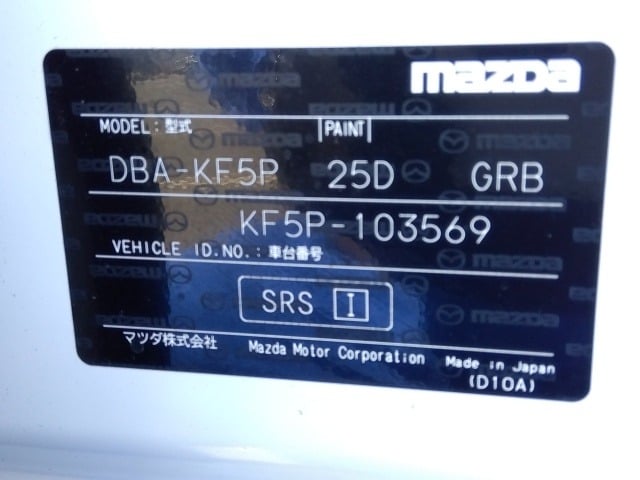 mazda
MODEL: 型式 PAINT
DBA-KF5P 25D GRB
KF5P-103569
VEHICLE ID.NO.: 車台番号
SRS I
マツダ株式会社 Mazda Motor Corporation Made in Japan
(D10A)